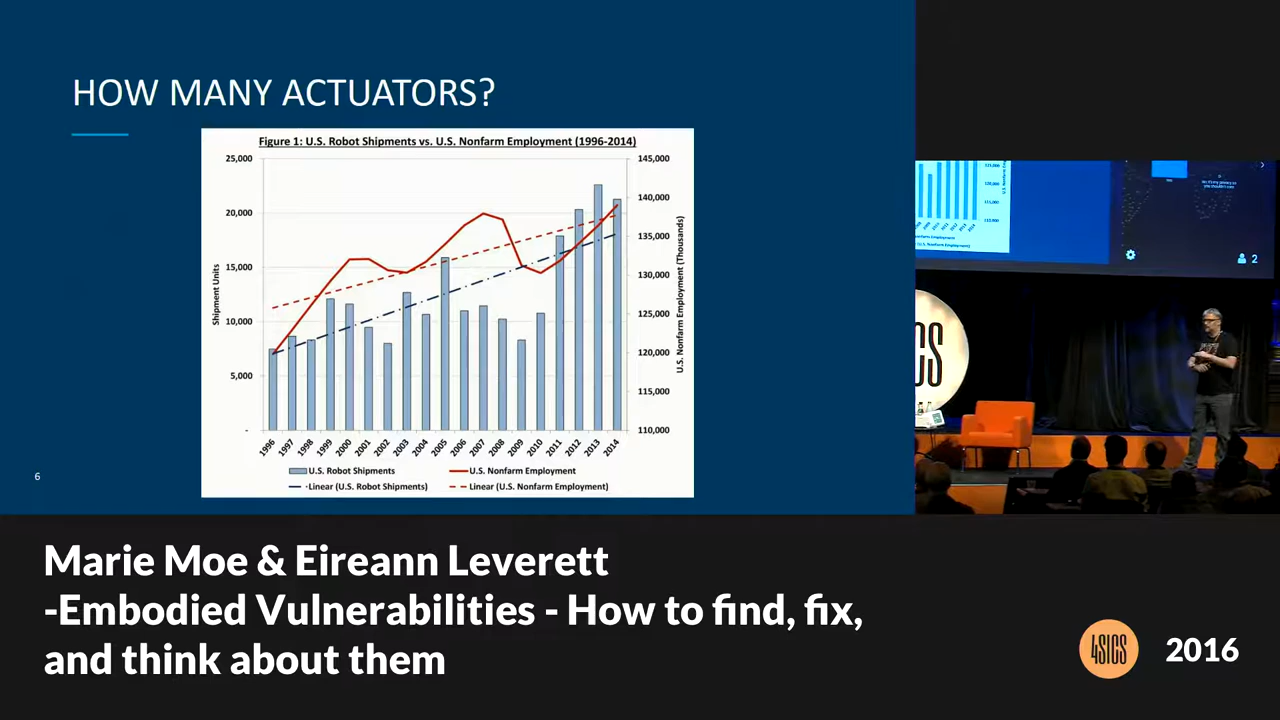 HOW MANY ACTUATORS?
Figure 1: U.S. Robot Shipments vs. U.S. Nonfarm Employment (1996-2014)
25,000
20,000
15,000
10,000
5,000
-
Shipment Units
145,000
140,000
135,000
130,000
125,000
120,000
115,000
110,000
U.S. Nonfarm Employment (Thousands)
1996 1997 1998 1999 2000 2001 2002 2003 2004 2005 2006 2007 2008 2009 2010 2011 2012 2013 2014
U.S. Robot Shipments
U.S. Nonfarm Employment
Linear (U.S. Robot Shipments)
Linear (U.S. Nonfarm Employment)
6
2
SICS
Marie Moe & Eireann Leverett
-Embodied Vulnerabilities - How to find, fix,
and think about them
4SICS
2016